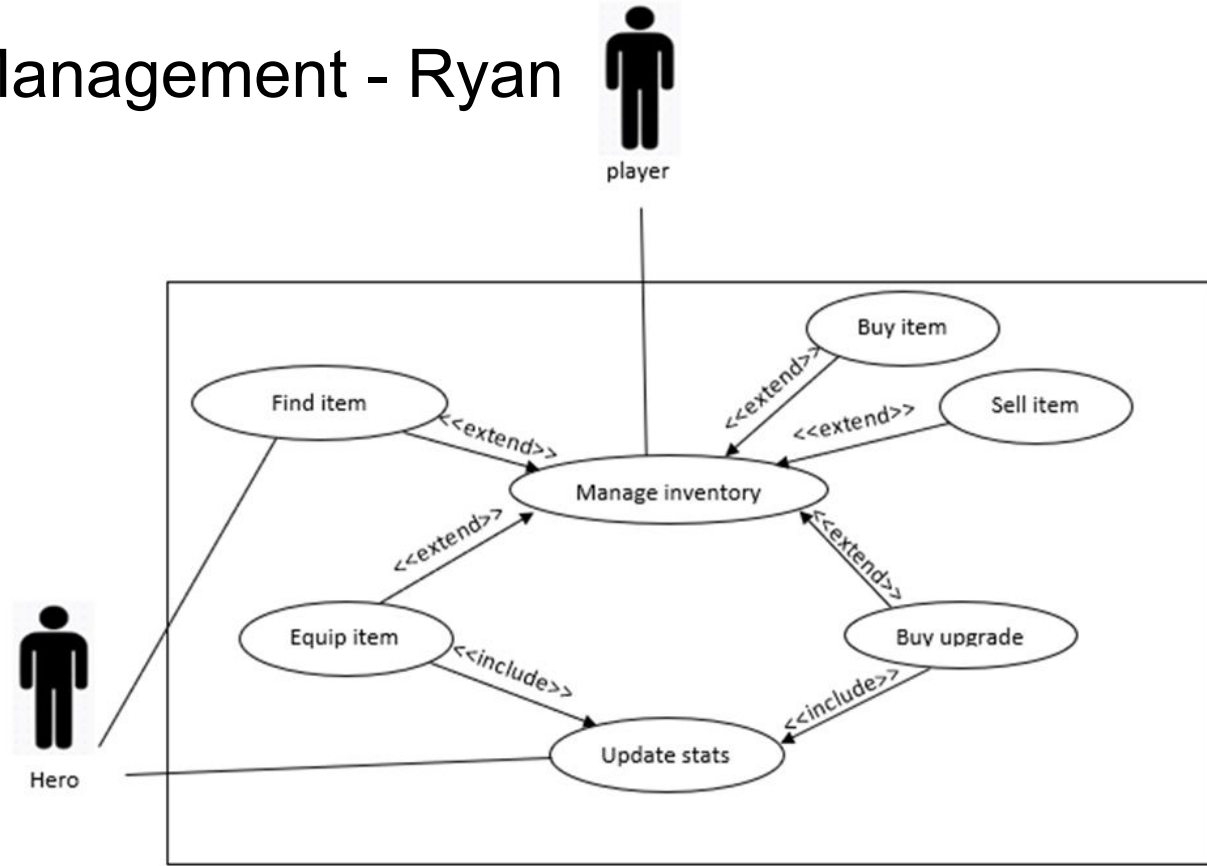 lanagement - Ryan
player
Buy item
<<extend>>
Sell item
<<extend>>
Find item
<<extend>>
Manage inventory
<<extend>>
<<extend>>
Equip item
Buy upgrade
<<include>>
<<include>>
Update stats
Hero